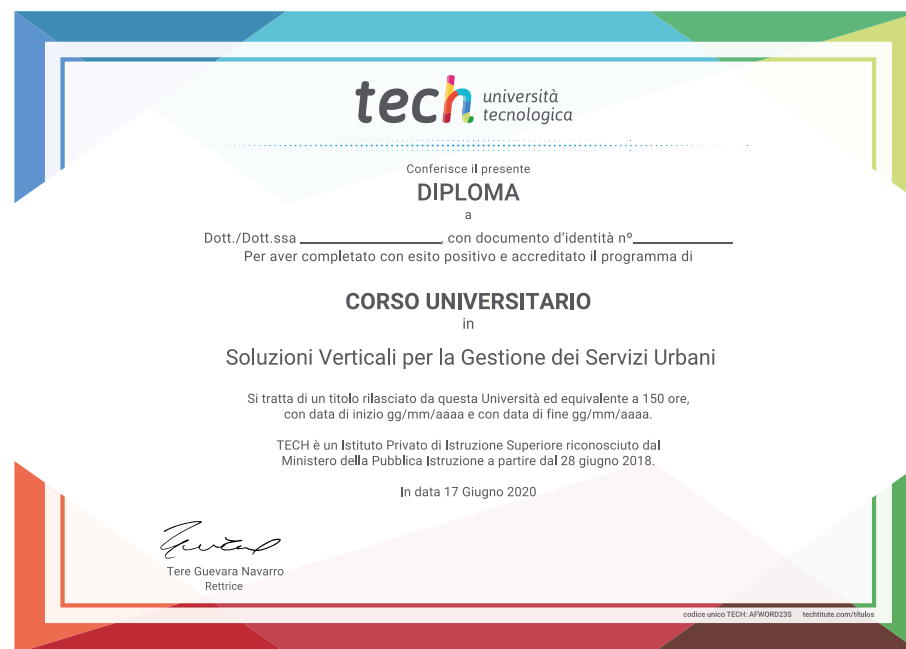 tech università
tecnologica
Conferisce il presente
DIPLOMA
a
Dott./Dott.ssa ____________________, con documento d'identità nº______________
Per aver completato con esito positivo e accreditato il programma di
CORSO UNIVERSITARIO
in
Soluzioni Verticali per la Gestione dei Servizi Urbani
Si tratta di un titolo rilasciato da questa Università ed equivalente a 150 ore,
con data di inizio gg/mm/aaaa e con data di fine gg/mm/aaaa.
TECH è un Istituto Privato di Istruzione Superiore riconosciuto dal
Ministero della Pubblica Istruzione a partire dal 28 giugno 2018.
In data 17 Giugno 2020
Tere Guevara Navarro
Rettrice
codice unico TECH: AFWORD23S techtitute.com/titulos